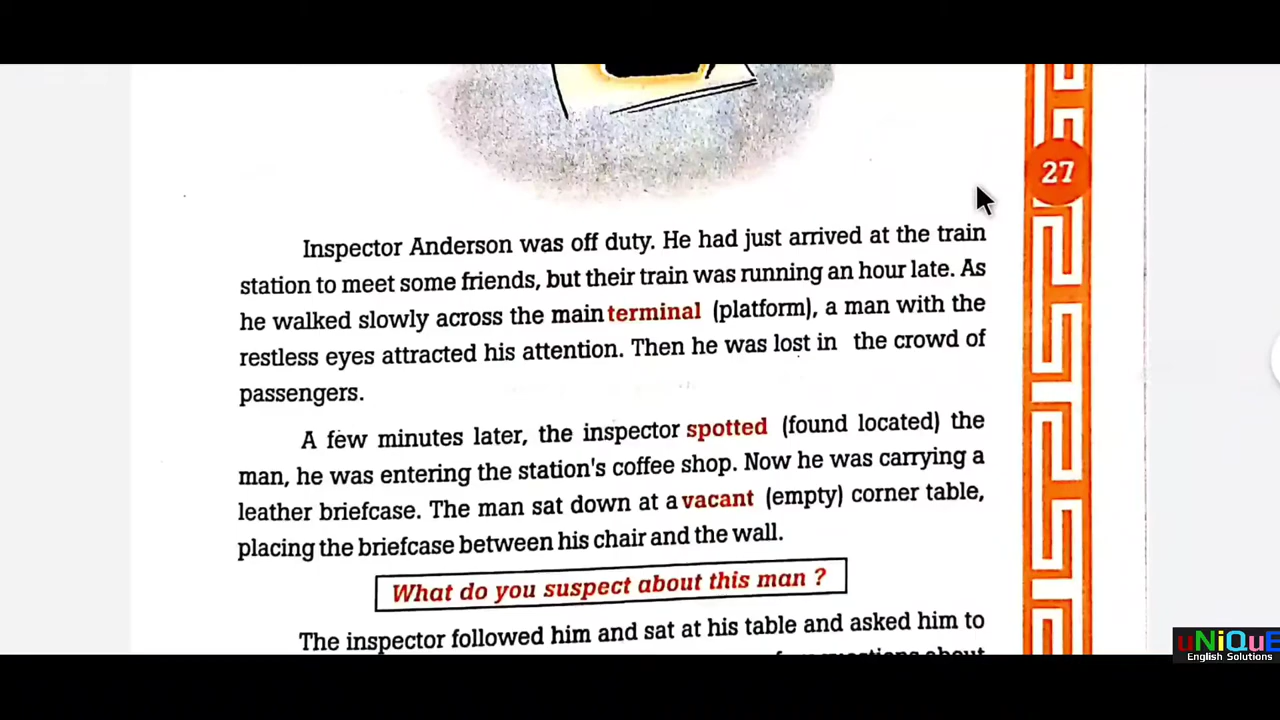 27
Inspector Anderson was off duty. He had just arrived at the train
station to meet some friends, but their train was running an hour late. As
he walked slowly across the main terminal (platform), a man with the
restless eyes attracted his attention. Then he was lost in the crowd of
passengers.
A few minutes later, the inspector spotted (found located) the
man, he was entering the station's coffee shop. Now he was carrying a
leather briefcase. The man sat down at a vacant (empty) corner table,
placing the briefcase between his chair and the wall.
What do you suspect about this man ?
The inspector followed him and sat at his table and asked him to
questions about
uNiQuE
English Solutions